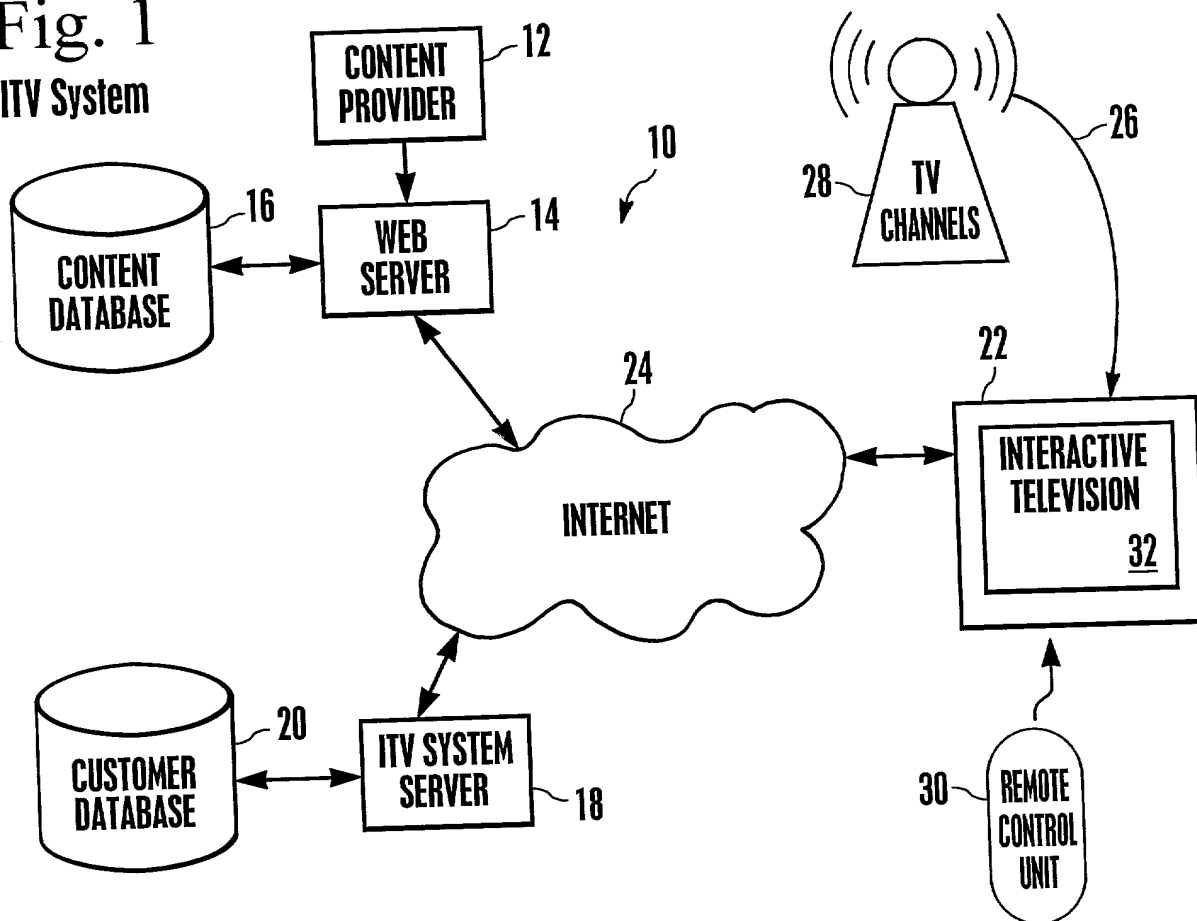 Fig. 1
ITV System
CONTENT
PROVIDER
12
10
26
28
TV
CHANNELS
16
14
WEB
SERVER
CONTENT
DATABASE
24
22
INTERNET
INTERACTIVE
TELEVISION
32
20
CUSTOMER
DATABASE
ITV SYSTEM
SERVER
18
30
REMOTE
CONTROL
UNIT